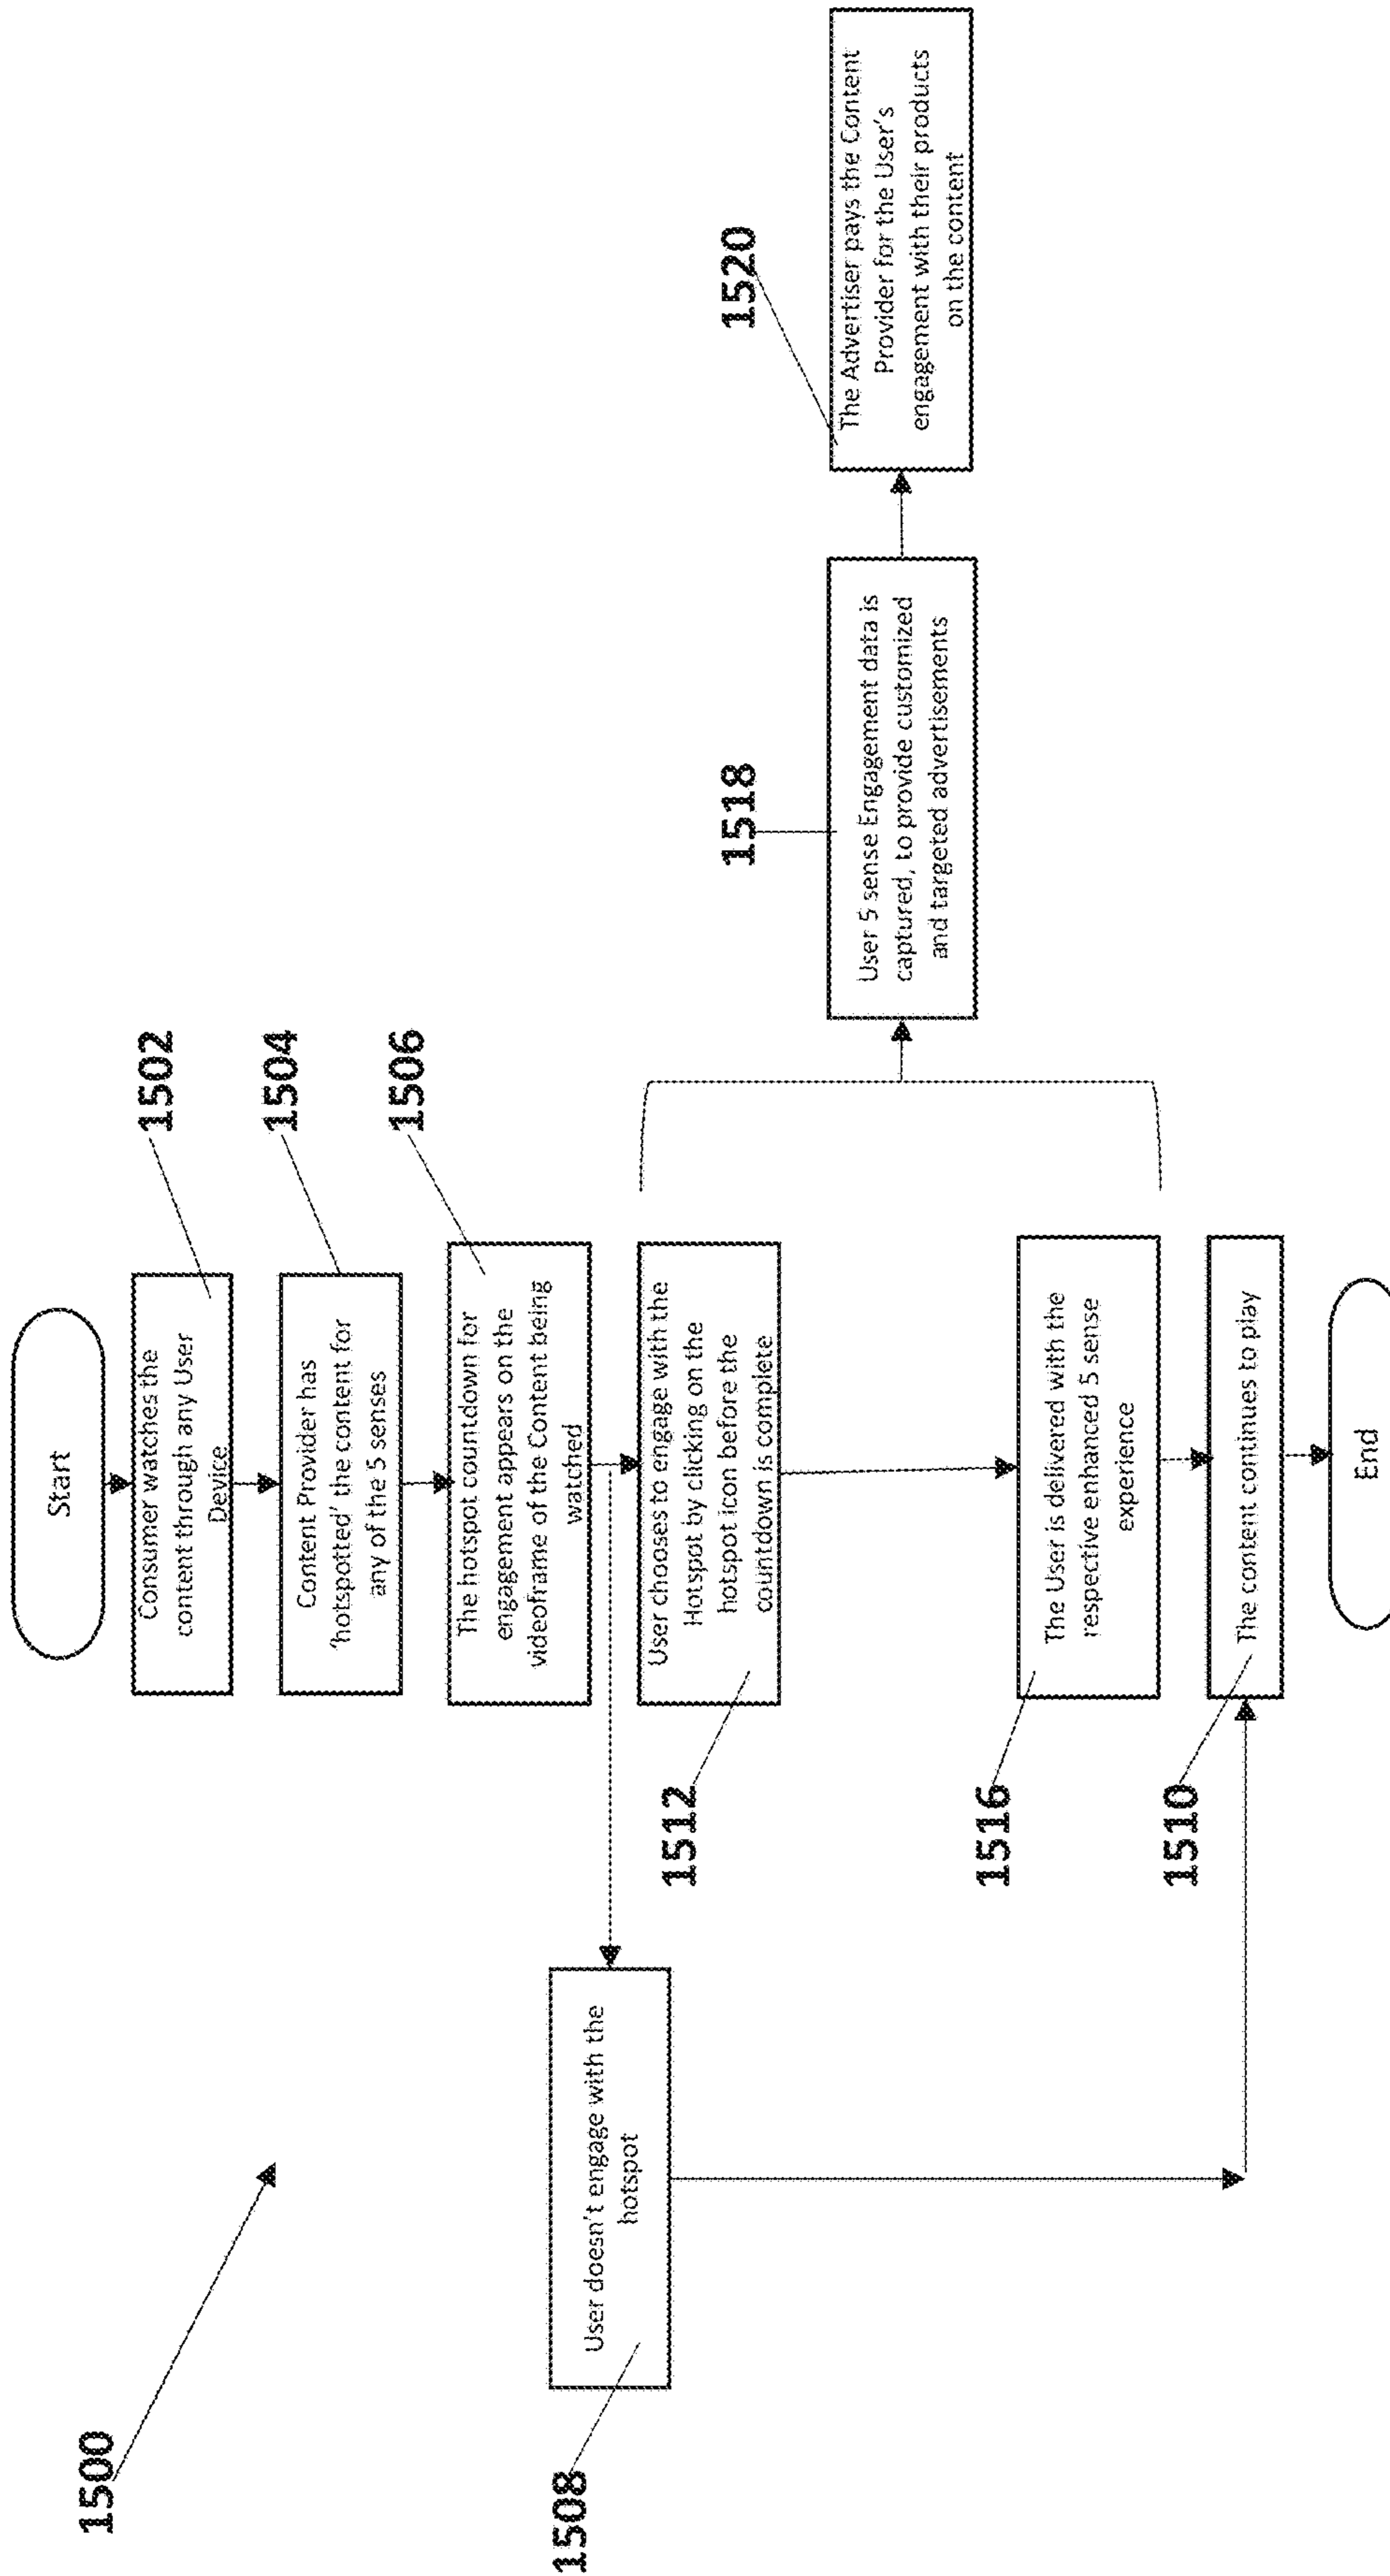 1500
Start
Consumer watches the
content through any User
Device
1502
Content Provider has
'hotspotted' the content for
any of the 5 senses
1504
The hotspot countdown for
engagement appears on the
videoframe of the Content being
watched
1506
User doesn't engage with the
hotspot
1508
User chooses to engage with the
Hotspot by clicking on the
hotspot icon before the
countdown is complete
1512
The User is delivered with the
respective enhanced 5 sense
experience
1516
The content continues to play
1510
End
User 5 sense Engagement data is
captured, to provide customized
and targeted advertisements
1518
The Advertiser pays the Content
Provider for the User's
engagement with their products
on the content
1520